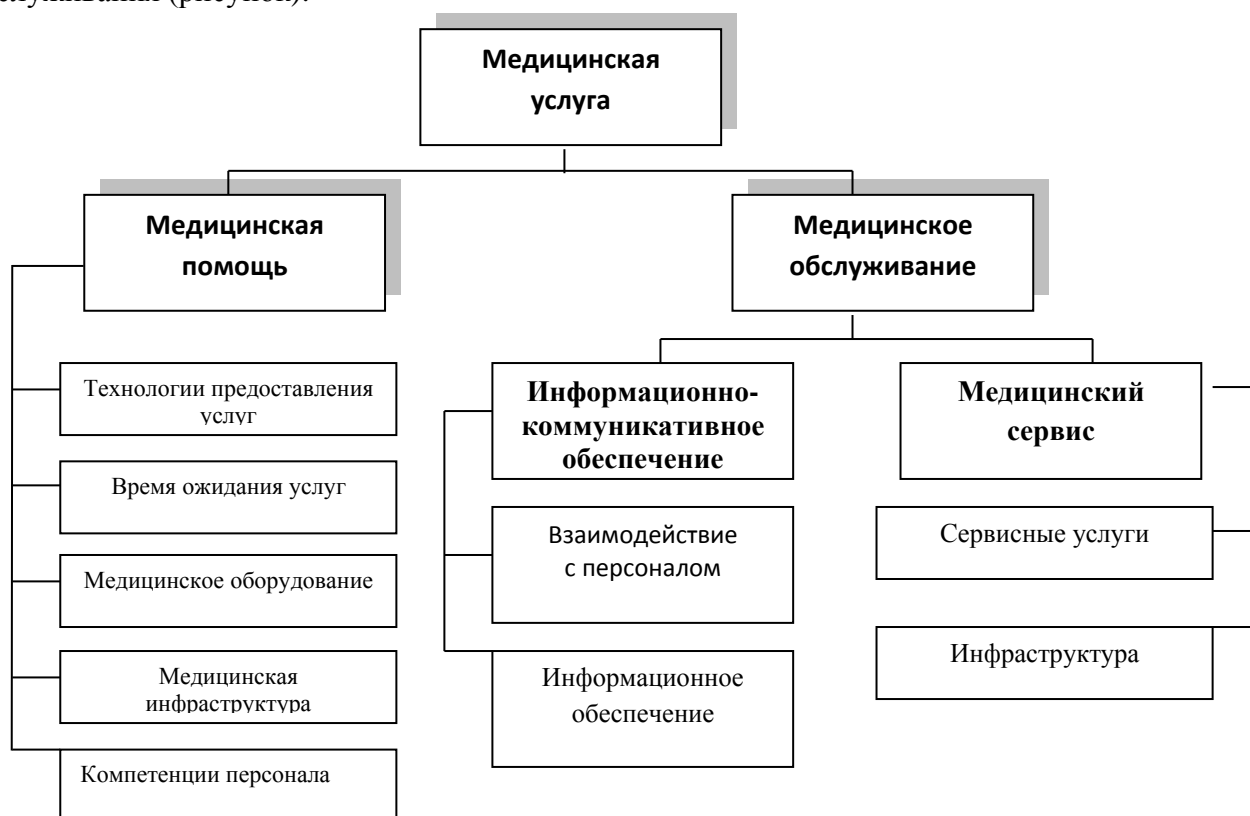 служивания (рисунок).
Медицинская
услуга
Медицинская
помощь
Медицинское
обслуживание
Технологии предоставления
услуг
Время ожидания услуг
Медицинское оборудование
Медицинская
инфраструктура
Компетенции персонала
Информационно-
коммуникативное
обеспечение
Взаимодействие
с персоналом
Информационное
обеспечение
Медицинский
сервис
Сервисные услуги
Инфраструктура